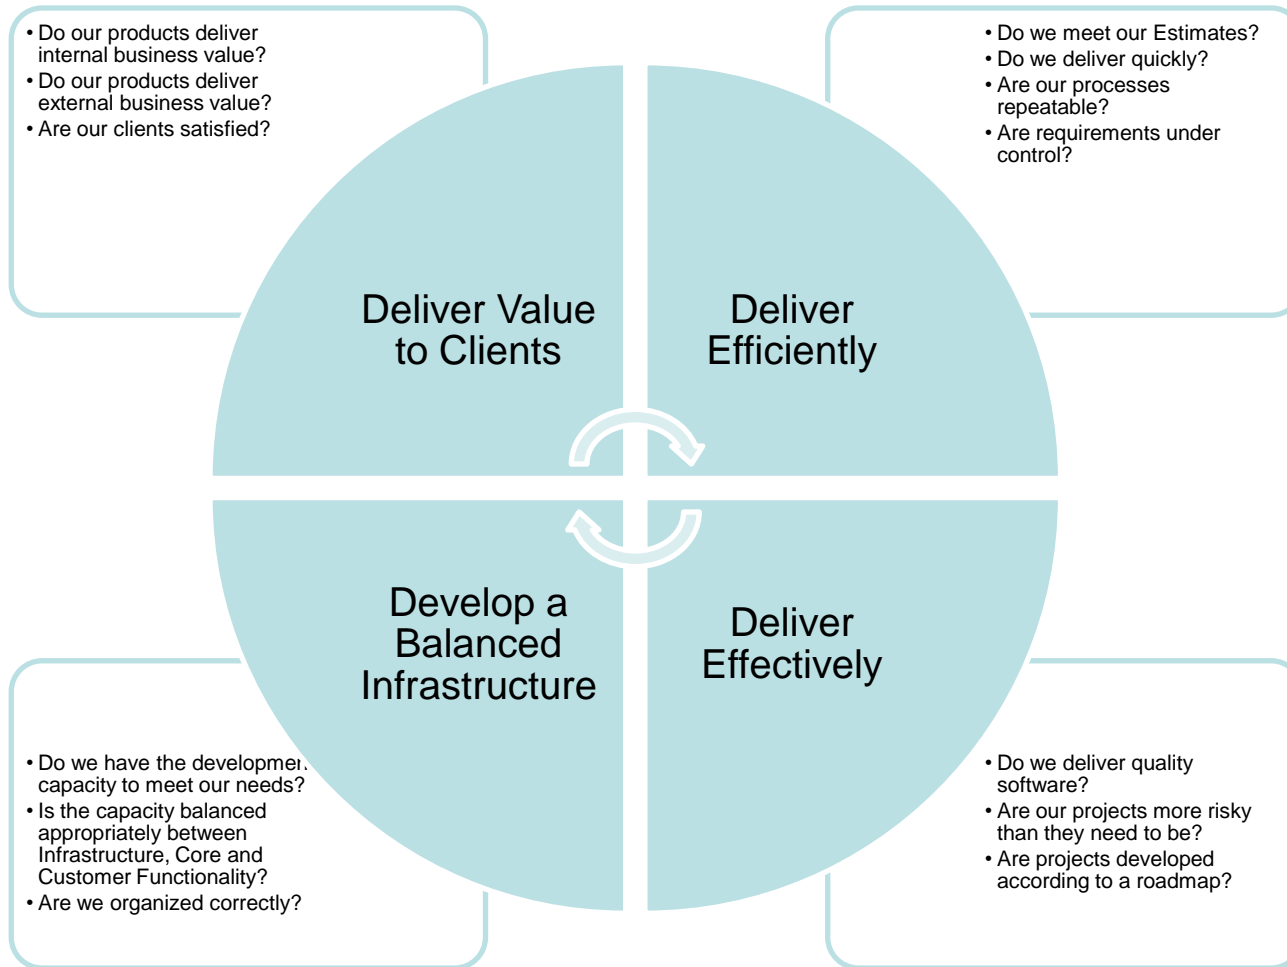 • Do our products deliver
internal business value?
• Do our products deliver
external business value?
• Are our clients satisfied?
• Do we meet our Estimates?
• Do we deliver quickly?
• Are our processes
repeatable?
• Are requirements under
control?
Deliver Value
to Clients
Deliver
Efficiently
Develop a
Balanced
Infrastructure
Deliver
Effectively
• Do we have the developmen
capacity to meet our needs?
• Is the capacity balanced
appropriately between
Infrastructure, Core and
Customer Functionality?
• Are we organized correctly?
• Do we deliver quality
software?
• Are our projects more risky
than they need to be?
• Are projects developed
according to a roadmap?